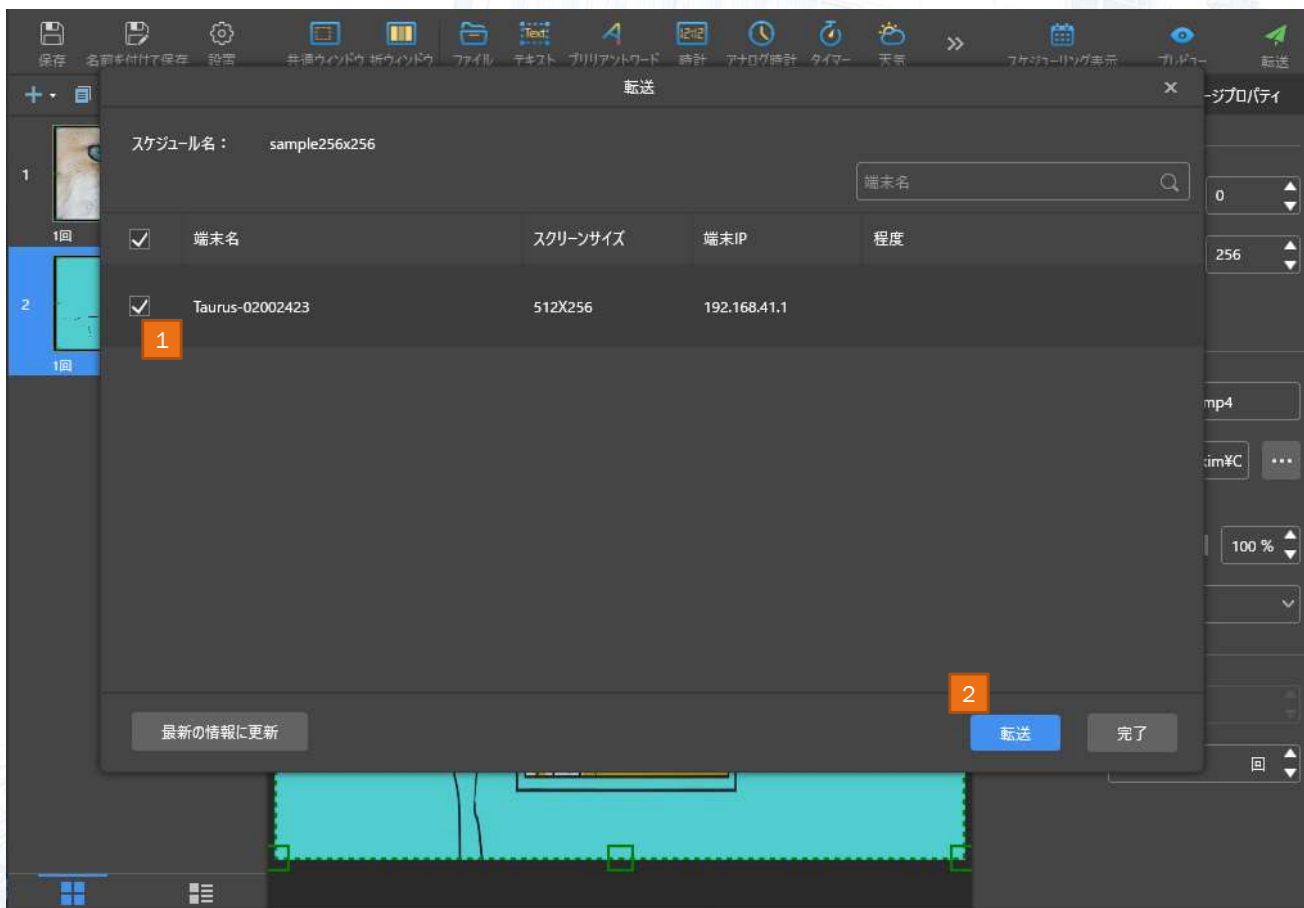 保存 名前を付けて保存 設置 共通ウィンドウ 拆ウィンドウ ファイル テキスト ブリリアントワード 時計 アナログ時計 タイマー 天気 スケジューリング表示 プレビュー 転送
Text
12:12
転送
ージプロパティ
スケジュール名： sample256x256
端末名
1
0
1回
端末名 スクリーンサイズ 端末IP 程度
256
2
Taurus-02002423 512X256 192.168.41.1
1
1回
mp4
kim¥C
100 %
2
最新の情報に更新 転送 完了
回